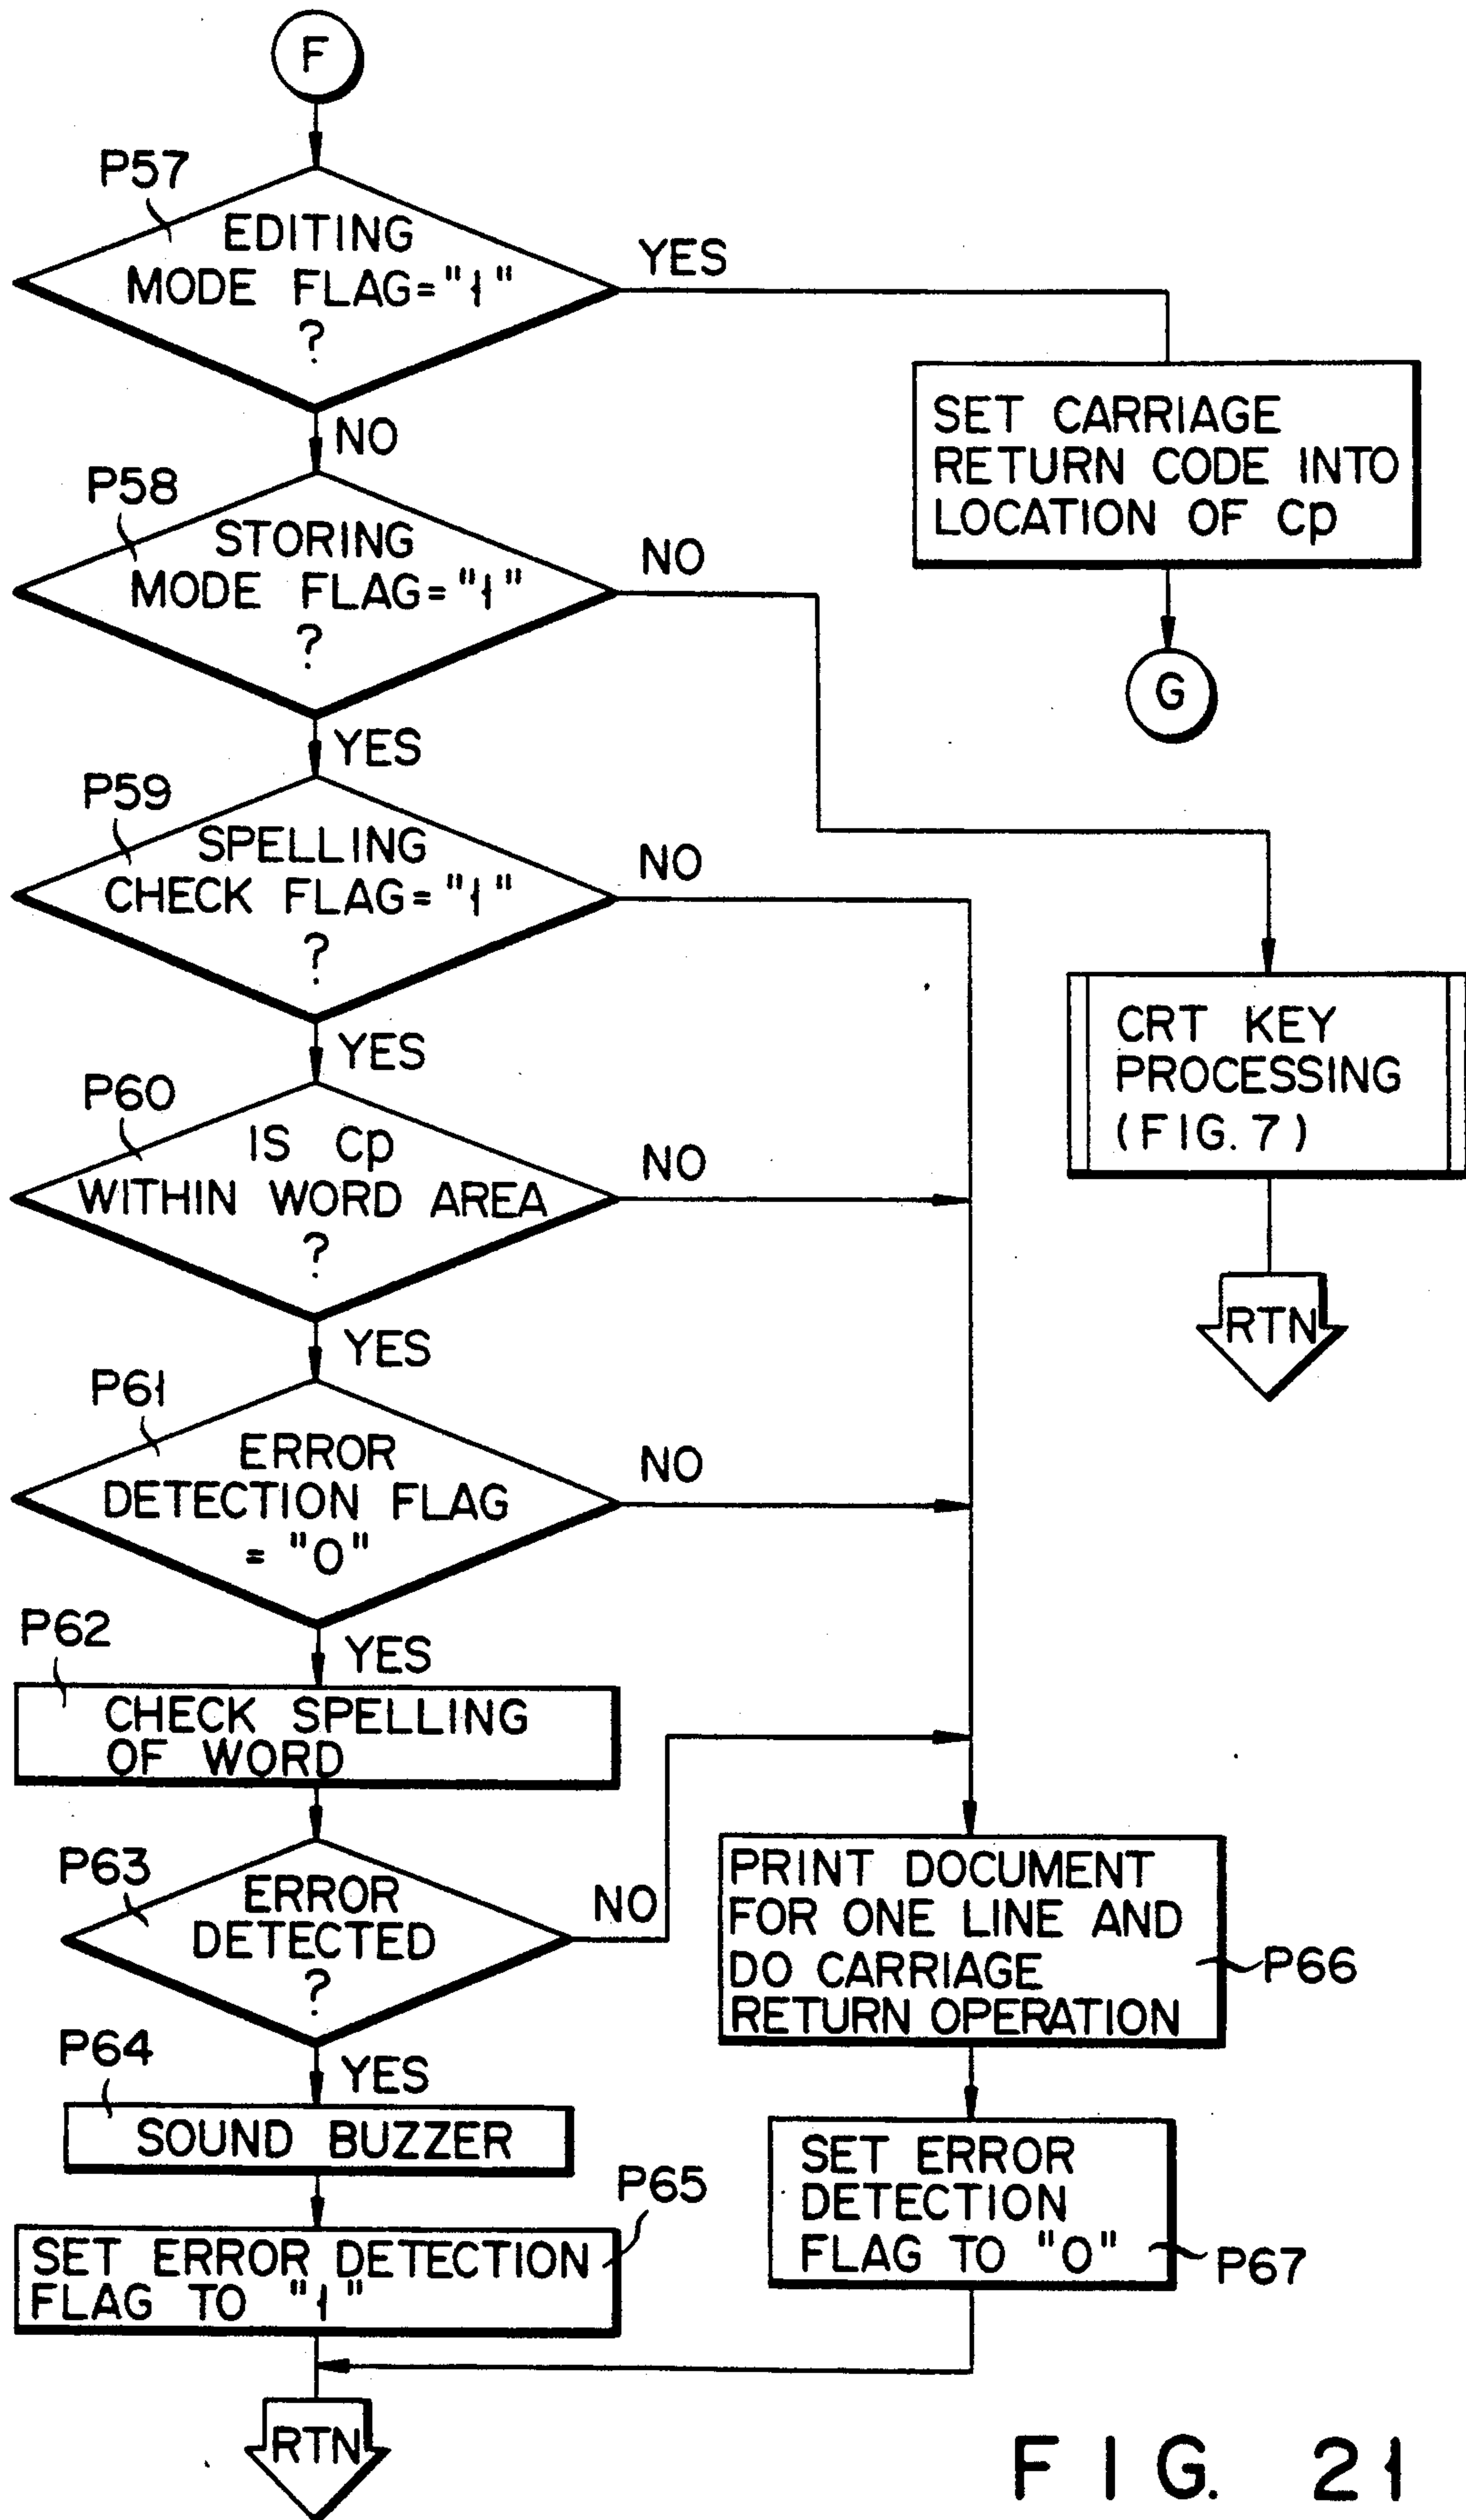 F
P57
EDITING
MODE FLAG="1"
?
YES
NO
SET CARRIAGE
RETURN CODE INTO
LOCATION OF Cp
G
P58
STORING
MODE FLAG="1"
?
NO
YES
P59
SPELLING
CHECK FLAG="1"
?
NO
YES
CRT KEY
PROCESSING
(FIG. 7)
RTN
P60
IS Cp
WITHIN WORD AREA
?
NO
YES
P61
ERROR
DETECTION FLAG
= "0"
NO
YES
P62
CHECK SPELLING
OF WORD
P63
ERROR
DETECTED
?
NO
YES
PRINT DOCUMENT
FOR ONE LINE AND
DO CARRIAGE
RETURN OPERATION
P66
P64
SOUND BUZZER
P65
SET ERROR DETECTION
FLAG TO "1"
SET ERROR
DETECTION
FLAG TO "0"
P67
RTN
FIG. 21